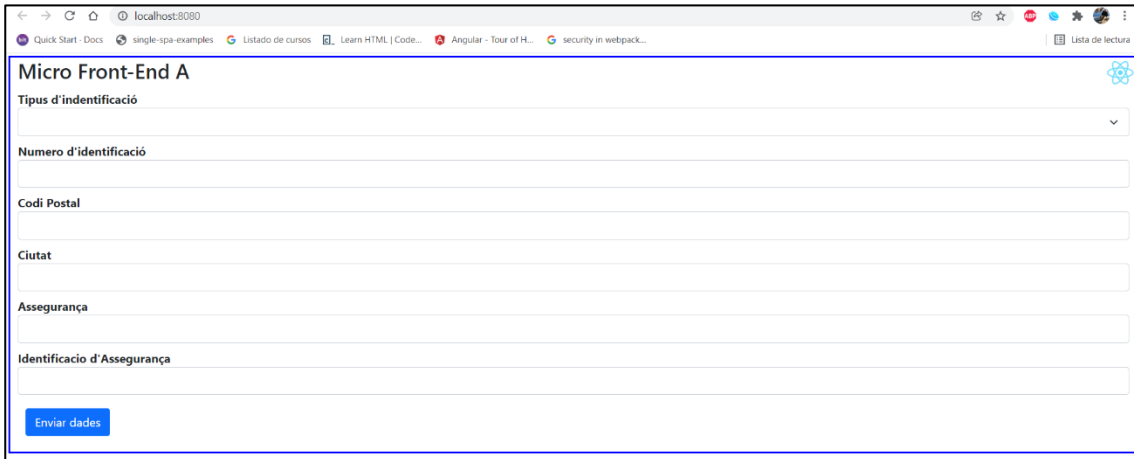 localhost:8080
ABP
Quick Start - Docs single-spa-examples Listado de cursos Learn HTML | Code... Angular - Tour of H... security in webpack... Lista de lectura
Micro Front-End A
Tipus d'indentificació
Numero d'identificació
Codi Postal
Ciutat
Assegurança
Identificacio d'Assegurança
Enviar dades